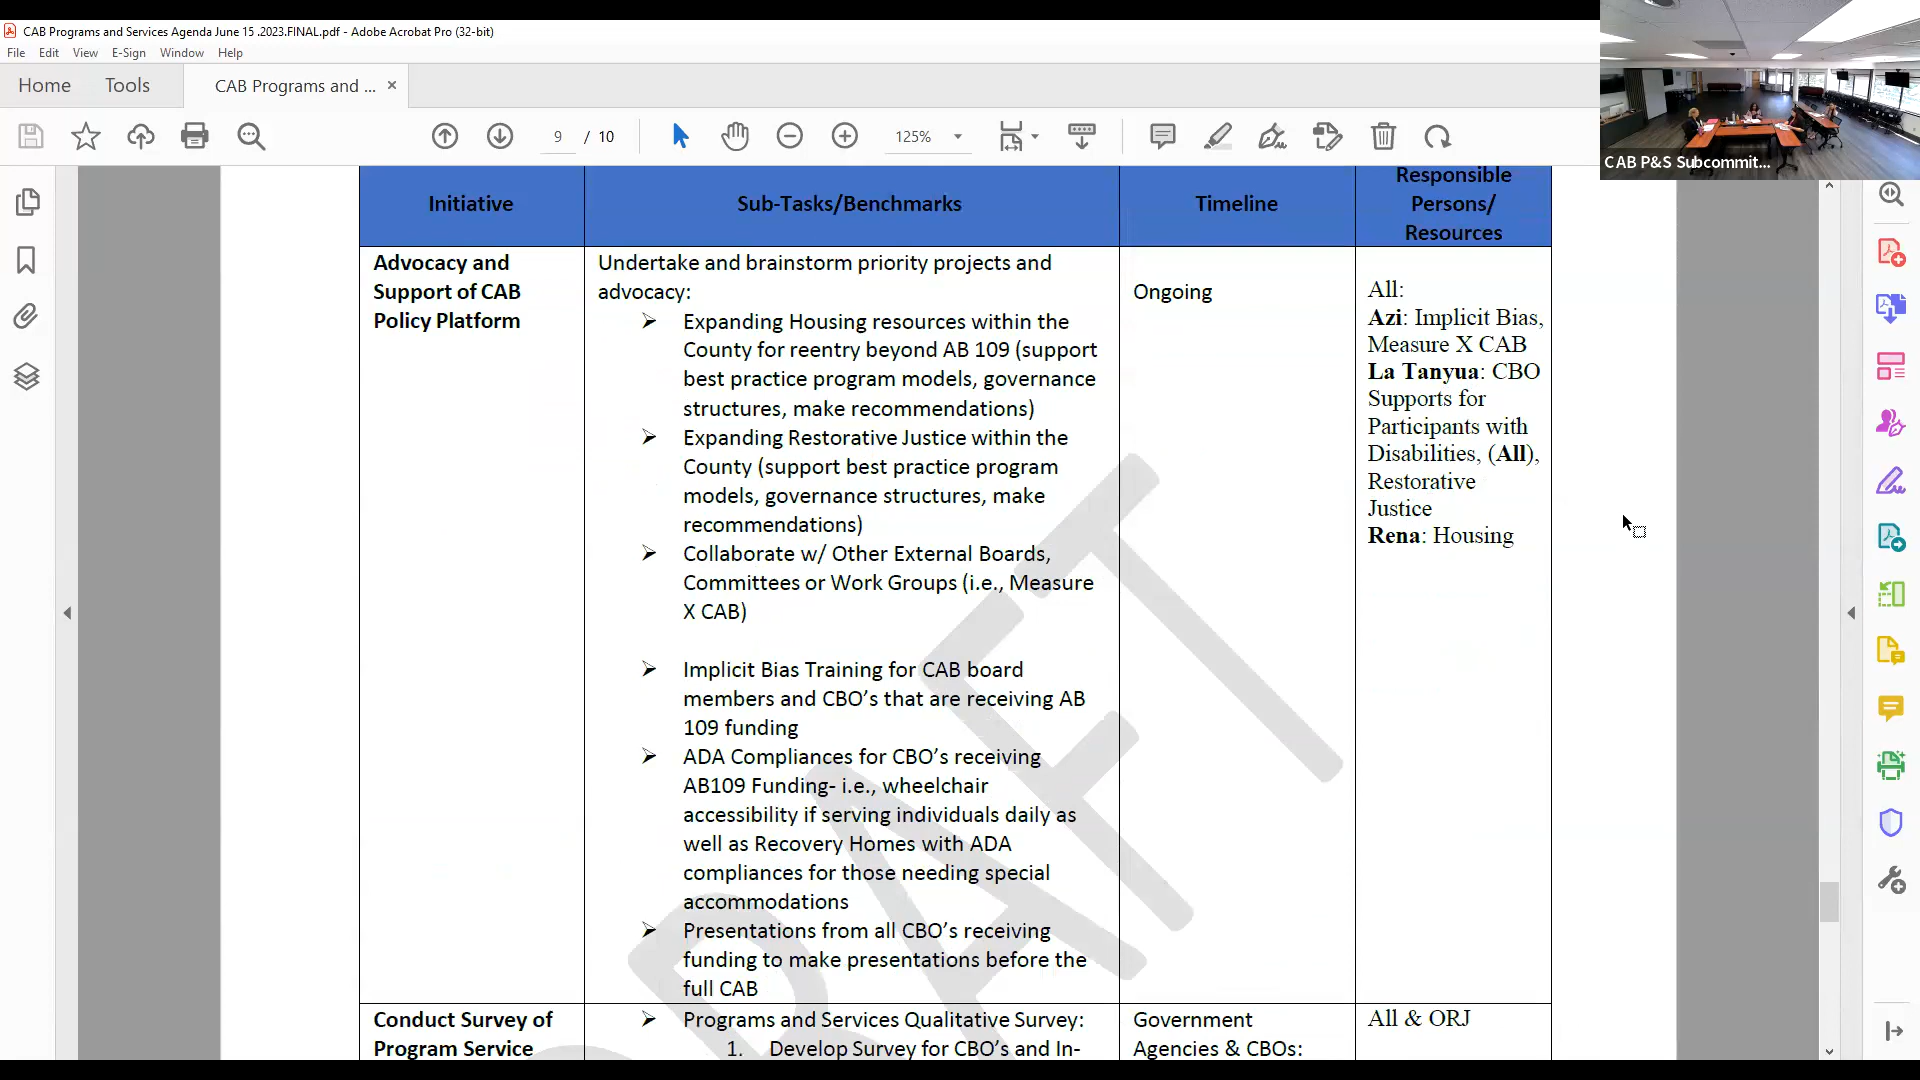 CAB Programs and Services Agenda June 15 .2023.FINAL.pdf - Adobe Acrobat Pro (32-bit)
File Edit View E-Sign Window Help
Home Tools CAB Programs and ... ×
9 / 10 125%
CAB P&S Subcommit...
Initiative
Sub-Tasks/Benchmarks
Timeline
Responsible
Persons/
Resources
Advocacy and
Support of CAB
Policy Platform
Undertake and brainstorm priority projects and
advocacy:
➢ Expanding Housing resources within the
County for reentry beyond AB 109 (support
best practice program models, governance
structures, make recommendations)
➢ Expanding Restorative Justice within the
County (support best practice program
models, governance structures, make
recommendations)
➢ Collaborate w/ Other External Boards,
Committees or Work Groups (i.e., Measure
X CAB)
➢ Implicit Bias Training for CAB board
members and CBO’s that are receiving AB
109 funding
➢ ADA Compliances for CBO’s receiving
AB109 Funding- i.e., wheelchair
accessibility if serving individuals daily as
well as Recovery Homes with ADA
compliances for those needing special
accommodations
➢ Presentations from all CBO’s receiving
funding to make presentations before the
full CAB
Ongoing
All:
Azi: Implicit Bias,
Measure X CAB
La Tanyua: CBO
Supports for
Participants with
Disabilities, (All),
Restorative
Justice
Rena: Housing
Conduct Survey of
Program Service
➢ Programs and Services Qualitative Survey:
1. Develop Survey for CBO’s and In-
Government
Agencies & CBOs:
All & ORJ
DRAFT